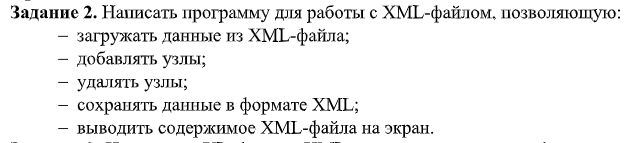 Задание 2. Написать программу для работы с XML-файлом, позволяющую:
– загружать данные из XML-файла;
– добавлять узлы;
– удалять узлы;
– сохранять данные в формате XML;
– выводить содержимое XML-файла на экран.